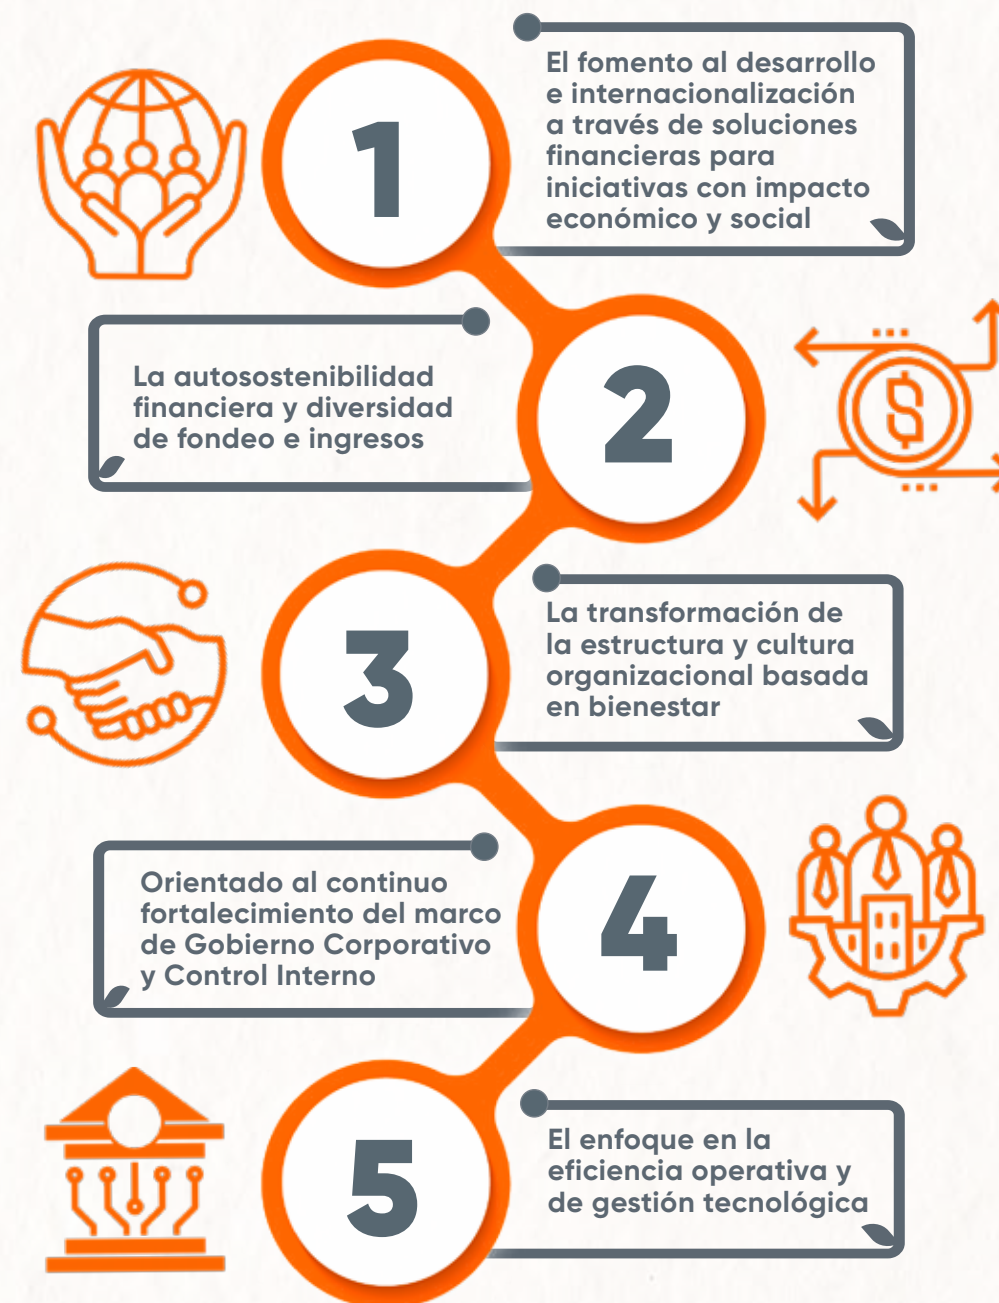 1
El fomento al desarrollo
e internacionalización
a través de soluciones
financieras para
iniciativas con impacto
económico y social
La autosostenibilidad
financiera y diversidad
de fondeo e ingresos
2
$
3
La transformación de
la estructura y cultura
organizacional basada
en bienestar
Orientado al continuo
fortalecimiento del marco
de Gobierno Corporativo
y Control Interno
4
5
El enfoque en la
eficiencia operativa y
de gestión tecnológica